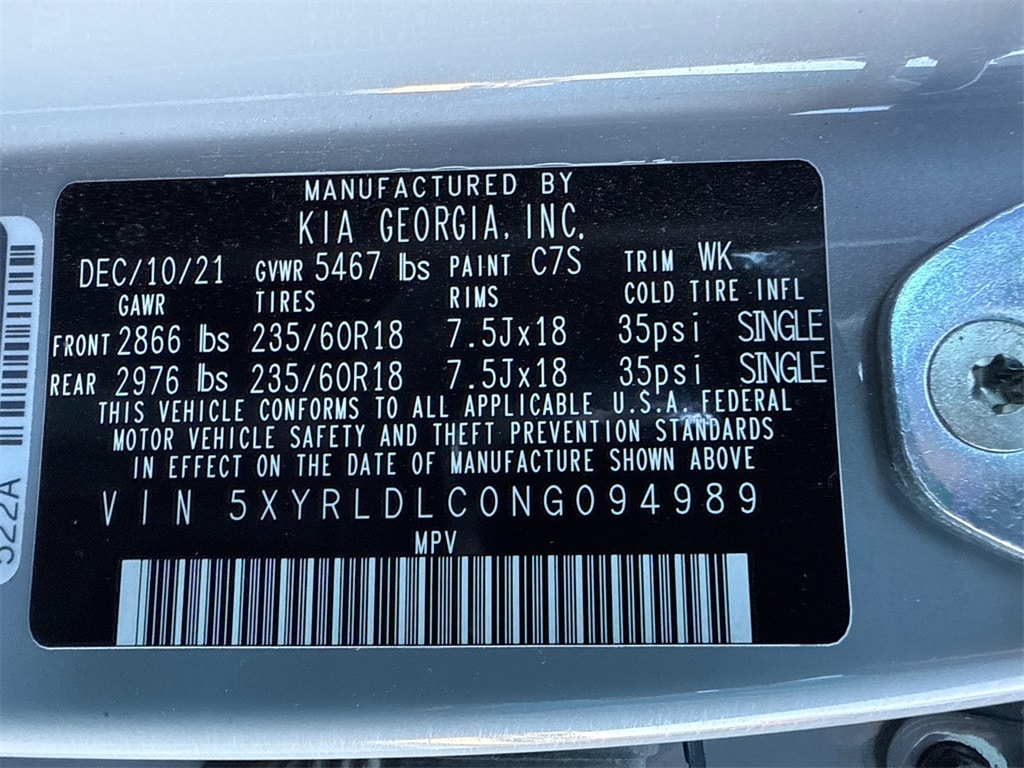 MANUFACTURED BY
KIA GEORGIA, INC.
DEC/10/21 GVWR 5467 lbs PAINT C7S TRIM WK
GAWR TIRES RIMS COLD TIRE INFL
FRONT 2866 lbs 235/60R18 7.5Jx18 35psi SINGLE
REAR 2976 lbs 235/60R18 7.5Jx18 35psi SINGLE
THIS VEHICLE CONFORMS TO ALL APPLICABLE U.S.A. FEDERAL
MOTOR VEHICLE SAFETY AND THEFT PREVENTION STANDARDS
IN EFFECT ON THE DATE OF MANUFACTURE SHOWN ABOVE
VIN 5XYRLDLC0NG094989
MPV
522A